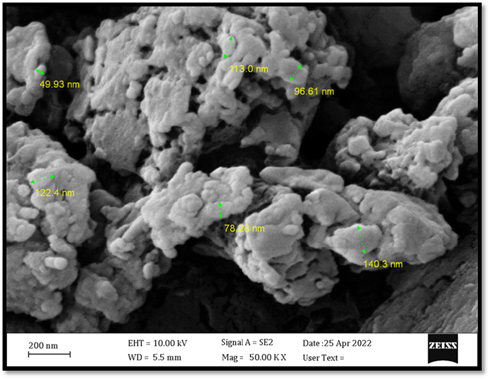 113.0 nm
49.93 nm
96.61 nm
122.4 nm
78.23 nm
140.3 nm
200 nm
EHT = 10.00 kV
Signal A = SE2
Date :25 Apr 2022
WD = 5.5 mm
Mag = 50.00 K X
User Text =
ZEISS